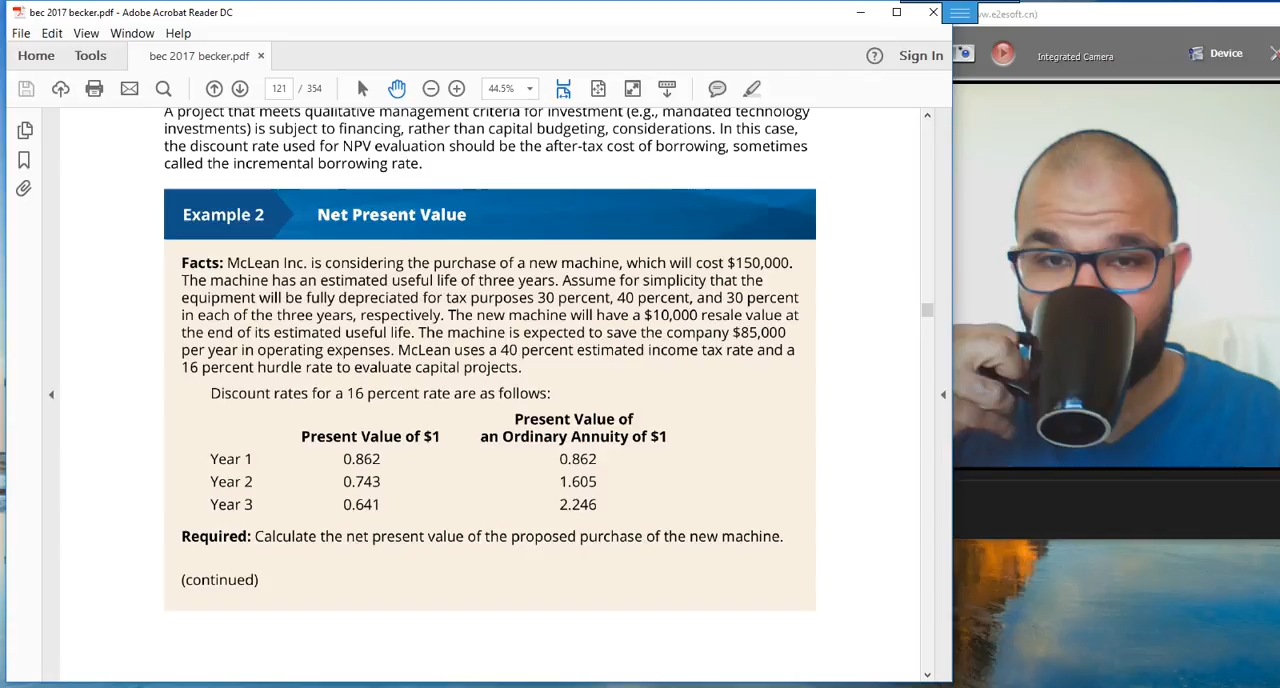 bec 2017 becker.pdf - Adobe Acrobat Reader DC
ww.e2esoft.cn)
File Edit View Window Help
Home Tools bec 2017 becker.pdf ×
? Sign In
Integrated Camera
Device
121 / 354
44.5%
A project that meets qualitative management criteria for investment (e.g., mandated technology
investments) is subject to financing, rather than capital budgeting, considerations. In this case,
the discount rate used for NPV evaluation should be the after-tax cost of borrowing, sometimes
called the incremental borrowing rate.
Example 2 Net Present Value
Facts: McLean Inc. is considering the purchase of a new machine, which will cost $150,000.
The machine has an estimated useful life of three years. Assume for simplicity that the
equipment will be fully depreciated for tax purposes 30 percent, 40 percent, and 30 percent
in each of the three years, respectively. The new machine will have a $10,000 resale value at
the end of its estimated useful life. The machine is expected to save the company $85,000
per year in operating expenses. McLean uses a 40 percent estimated income tax rate and a
16 percent hurdle rate to evaluate capital projects.
Discount rates for a 16 percent rate are as follows:
Present Value of
Present Value of $1 an Ordinary Annuity of $1
Year 1 0.862 0.862
Year 2 0.743 1.605
Year 3 0.641 2.246
Required: Calculate the net present value of the proposed purchase of the new machine.
(continued)